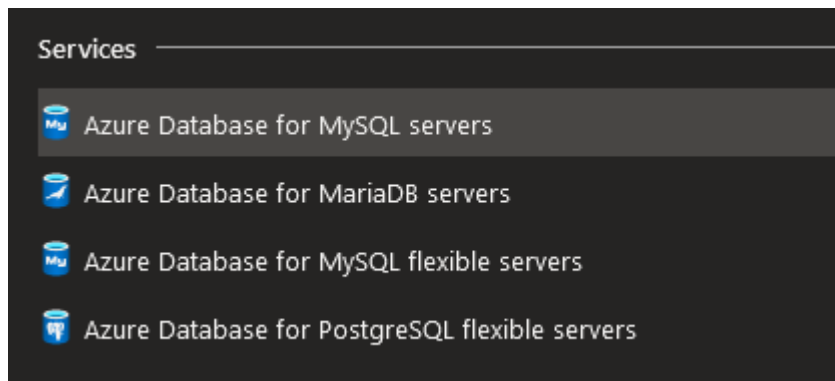 Services
Azure Database for MySQL servers
Azure Database for MariaDB servers
Azure Database for MySQL flexible servers
Azure Database for PostgreSQL flexible servers